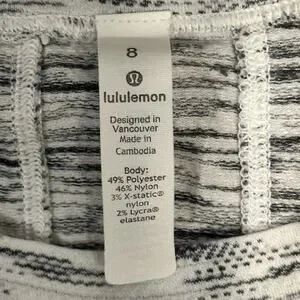 8
lululemon
Designed in
Vancouver
Made in
Cambodia
Body:
49% Polyester
46% Nylon
3% X-static®
nylon
2% Lycra®
elastane